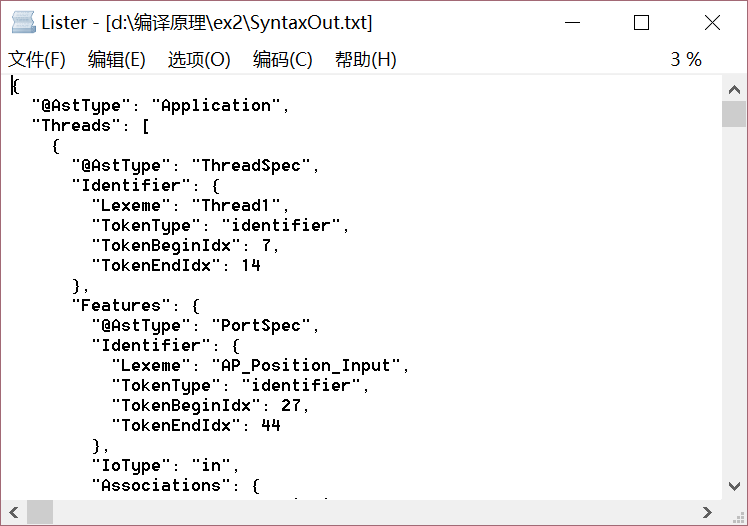 Lister - [d:\编译原理\ex2\SyntaxOut.txt]
文件(F) 编辑(E) 选项(O) 编码(C) 帮助(H) 3 %
{
  "@AstType": "Application",
  "Threads": [
    {
      "@AstType": "ThreadSpec",
      "Identifier": {
        "Lexeme": "Thread1",
        "TokenType": "identifier",
        "TokenBeginIdx": 7,
        "TokenEndIdx": 14
      },
      "Features": {
        "@AstType": "PortSpec",
        "Identifier": {
          "Lexeme": "AP_Position_Input",
          "TokenType": "identifier",
          "TokenBeginIdx": 27,
          "TokenEndIdx": 44
        },
        "IoType": "in",
        "Associations": {